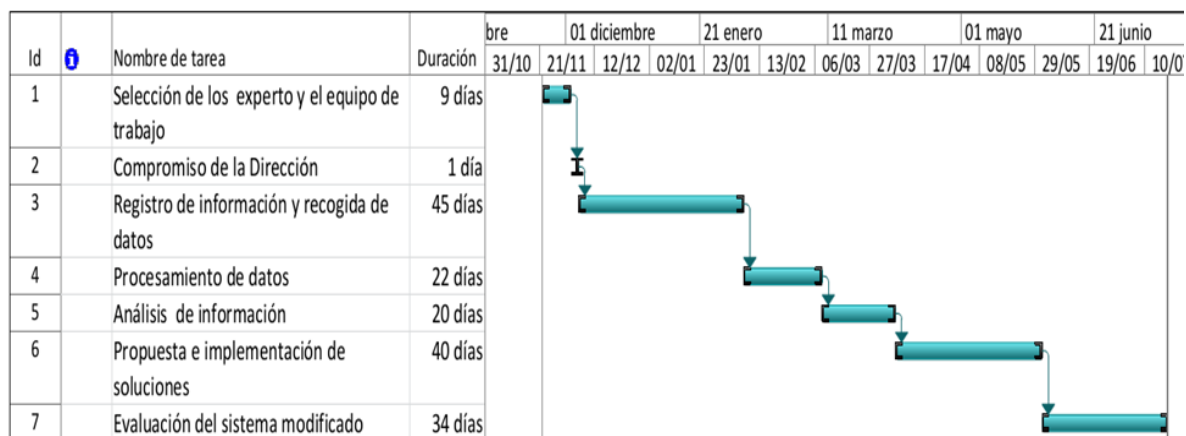 bre 01 diciembre 21 enero 11 marzo 01 mayo 21 junio
Id Nombre de tarea Duración 31/10 21/11 12/12 02/01 23/01 13/02 06/03 27/03 17/04 08/05 29/05 19/06 10/0
1 Selección de los experto y el equipo de 9 días
trabajo
2 Compromiso de la Dirección 1 día
3 Registro de información y recogida de 45 días
datos
4 Procesamiento de datos 22 días
5 Análisis de información 20 días
6 Propuesta e implementación de 40 días
soluciones
7 Evaluación del sistema modificado 34 días